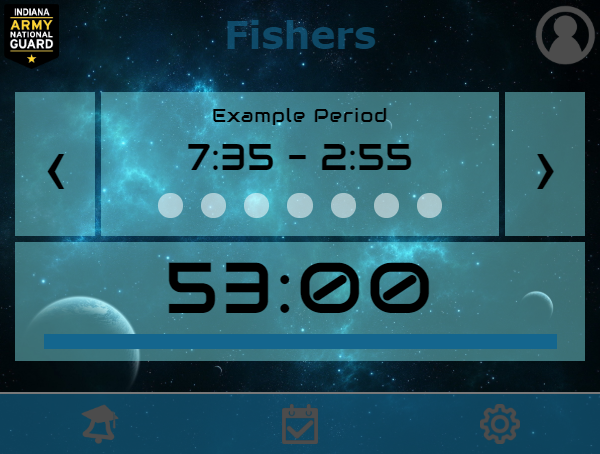 INDIANA
ARMY
NATIONAL
GUARD
Fishers
Example Period
7:35 - 2:55
53:00